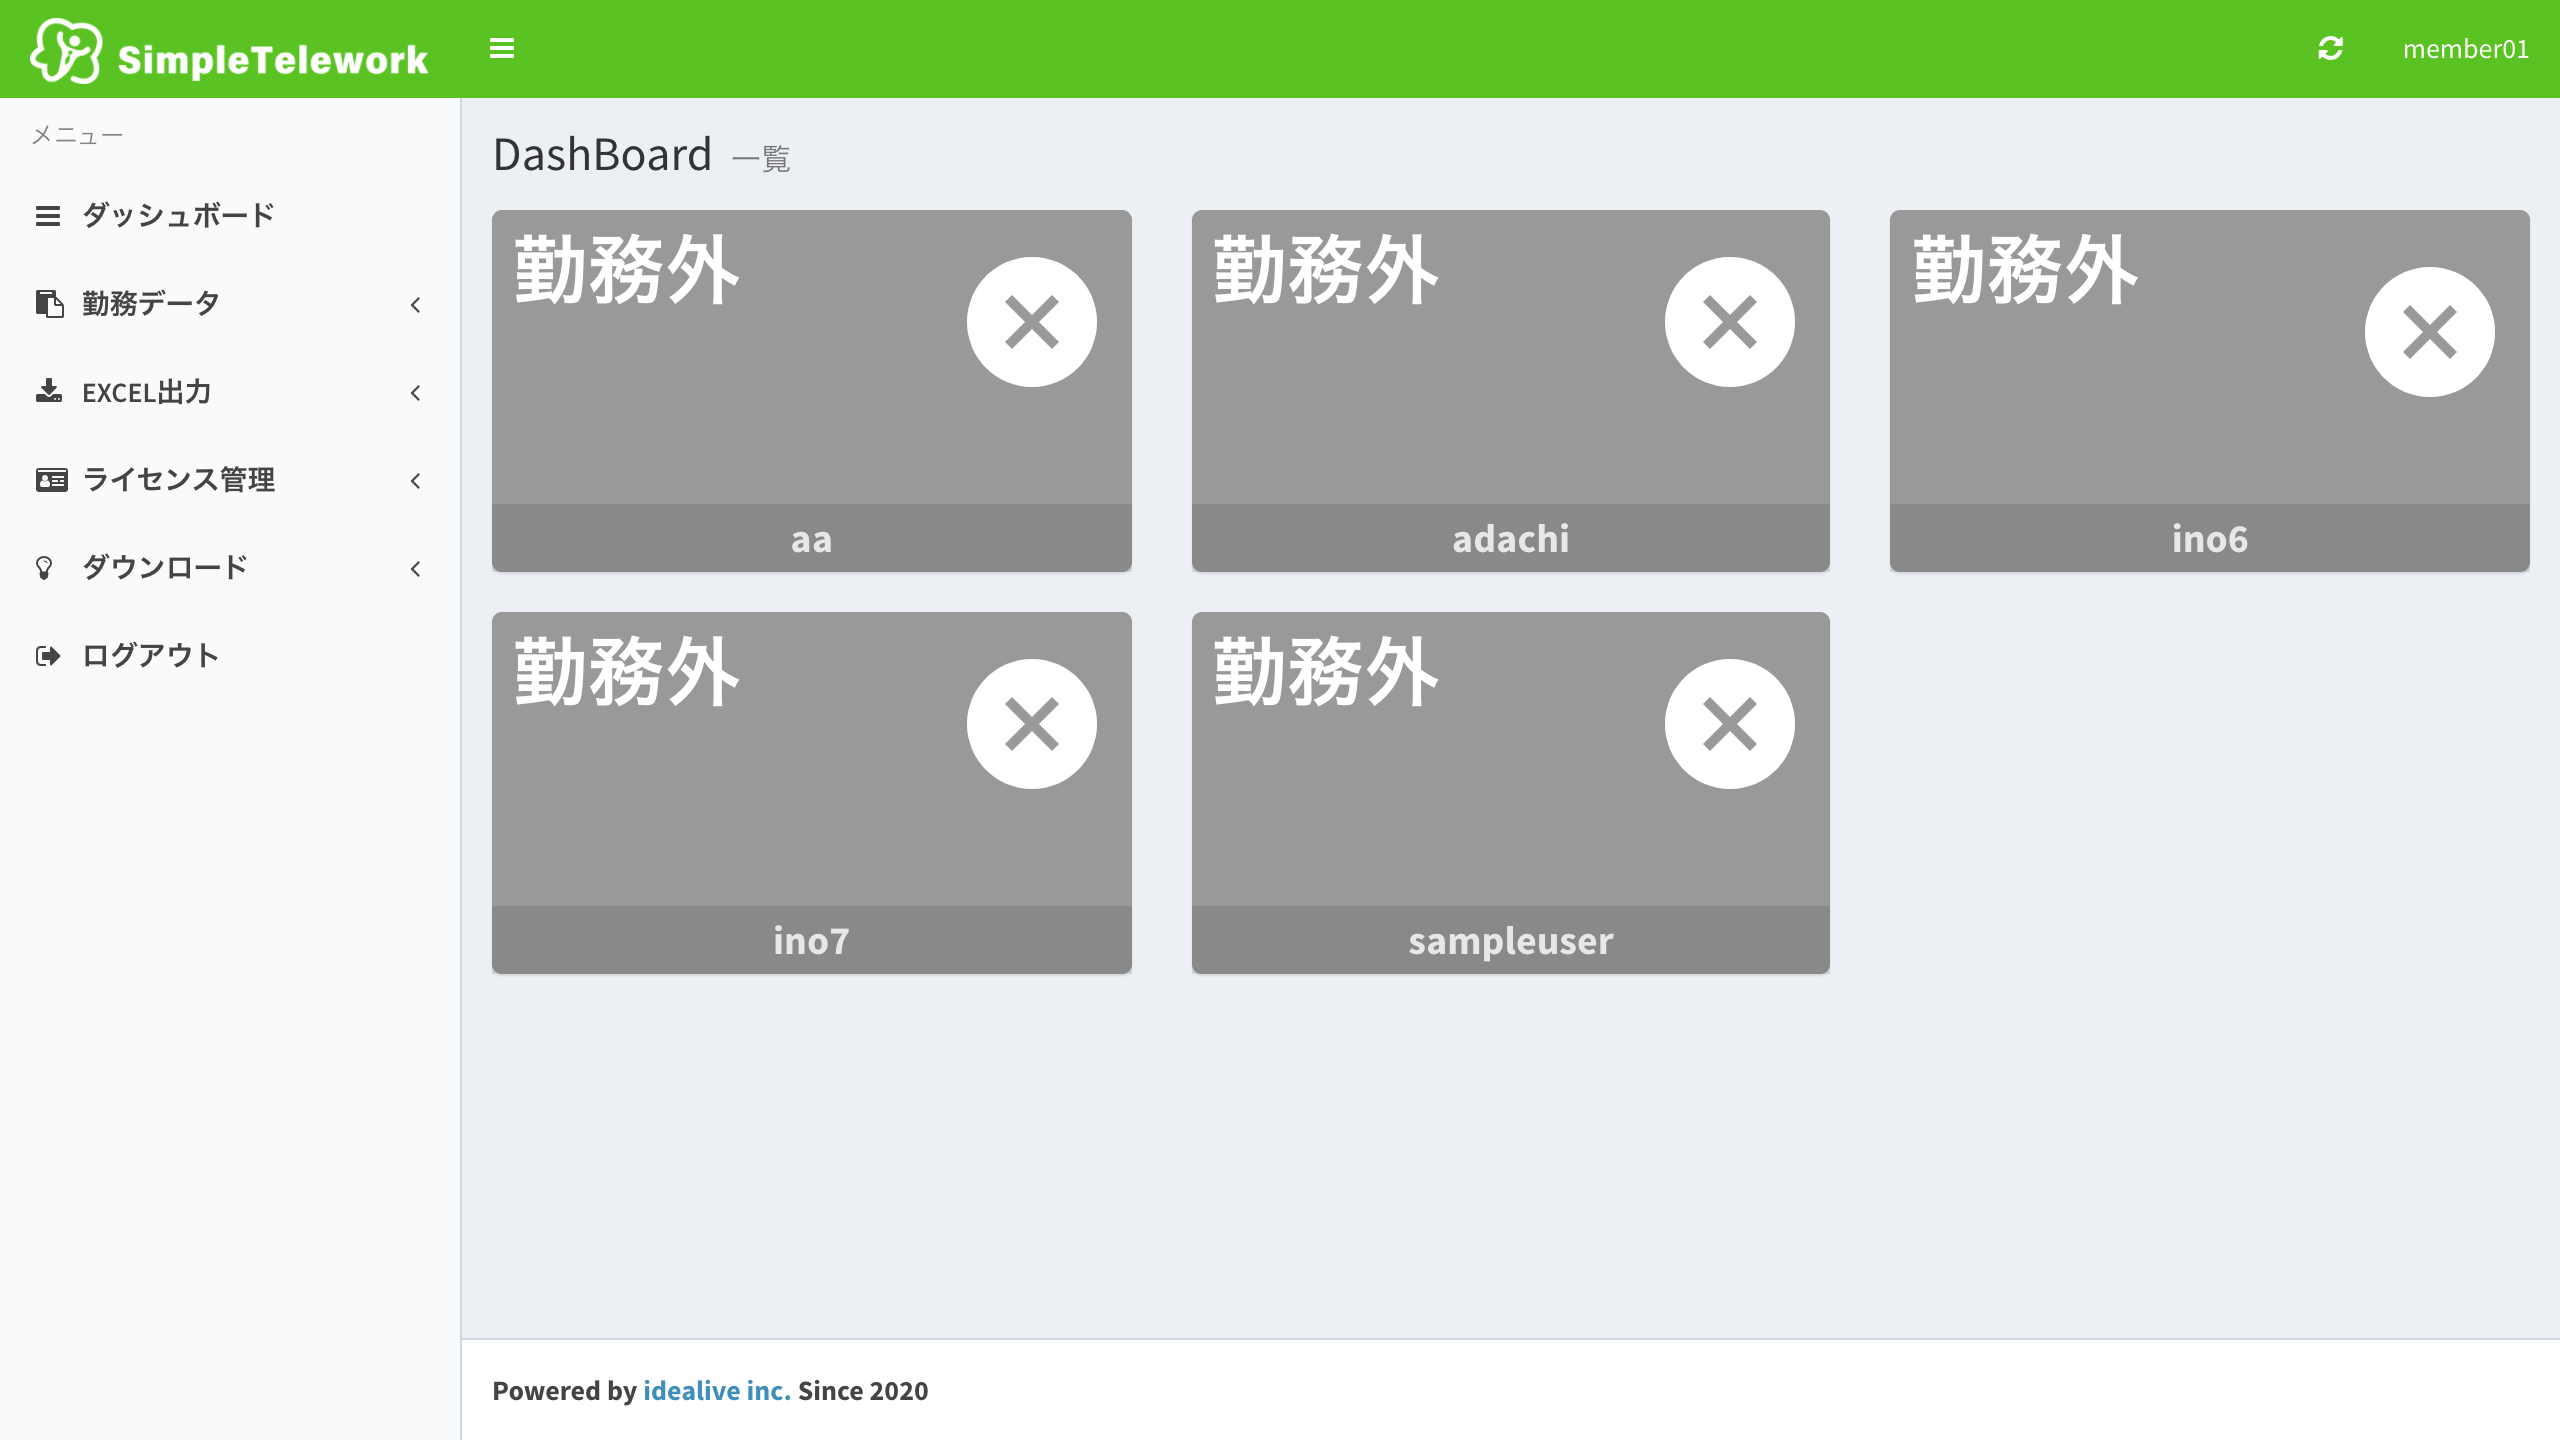 SimpleTelework
member01
メニュー
ダッシュボード
勤務データ
EXCEL出力
ライセンス管理
ダウンロード
ログアウト
DashBoard 一覧
勤務外
aa
勤務外
adachi
勤務外
ino6
勤務外
ino7
勤務外
sampleuser
Powered by idealive inc. Since 2020